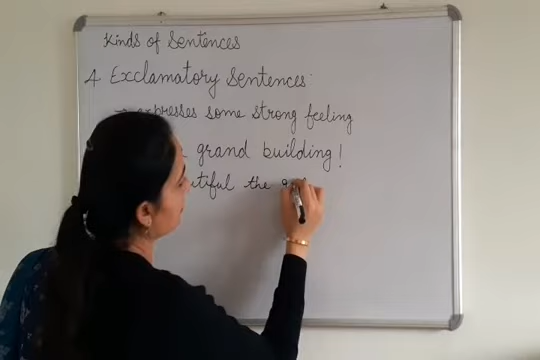 Kinds of Sentences
4 Exclamatory Sentences:
→ expresses some strong feeling
grand building!
the